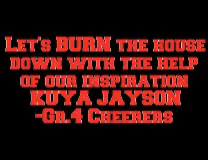 Let's BURN the house
down with the help
of our inspiration
KUYA JAYSON
-Gr.4 Cheerers